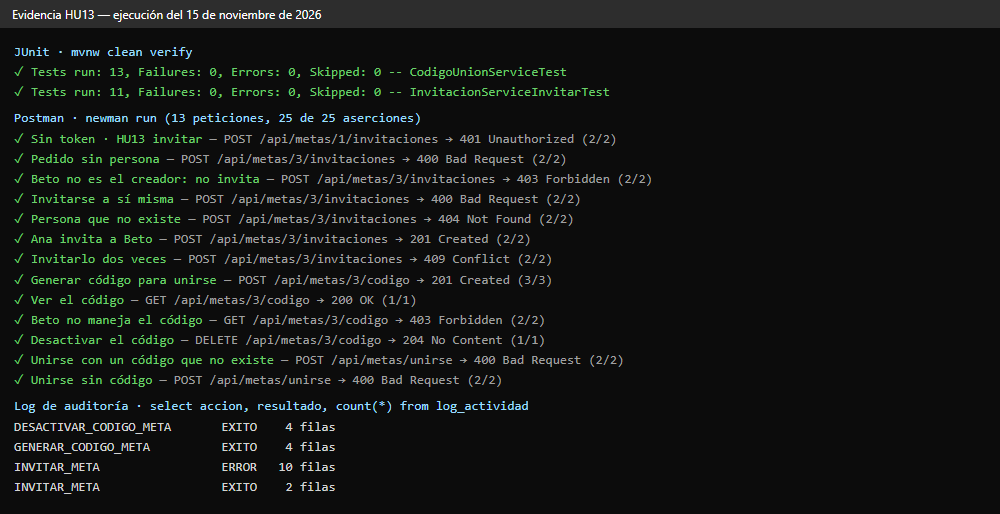 Evidencia HU13 — ejecución del 15 de noviembre de 2026
JUnit · mvnw clean verify
✓ Tests run: 13, Failures: 0, Errors: 0, Skipped: 0 -- CodigoUnionServiceTest
✓ Tests run: 11, Failures: 0, Errors: 0, Skipped: 0 -- InvitacionServiceInvitarTest
Postman · newman run (13 peticiones, 25 de 25 aserciones)
✓ Sin token · HU13 invitar — POST /api/metas/1/invitaciones → 401 Unauthorized (2/2)
✓ Pedido sin persona — POST /api/metas/3/invitaciones → 400 Bad Request (2/2)
✓ Beto no es el creador: no invita — POST /api/metas/3/invitaciones → 403 Forbidden (2/2)
✓ Invitarse a sí misma — POST /api/metas/3/invitaciones → 400 Bad Request (2/2)
✓ Persona que no existe — POST /api/metas/3/invitaciones → 404 Not Found (2/2)
✓ Ana invita a Beto — POST /api/metas/3/invitaciones → 201 Created (2/2)
✓ Invitarlo dos veces — POST /api/metas/3/invitaciones → 409 Conflict (2/2)
✓ Generar código para unirse — POST /api/metas/3/codigo → 201 Created (3/3)
✓ Ver el código — GET /api/metas/3/codigo → 200 OK (1/1)
✓ Beto no maneja el código — GET /api/metas/3/codigo → 403 Forbidden (2/2)
✓ Desactivar el código — DELETE /api/metas/3/codigo → 204 No Content (1/1)
✓ Unirse con un código que no existe — POST /api/metas/unirse → 400 Bad Request (2/2)
✓ Unirse sin código — POST /api/metas/unirse → 400 Bad Request (2/2)
Log de auditoría · select accion, resultado, count(*) from log_actividad
DESACTIVAR_CODIGO_META EXITO 4 filas
GENERAR_CODIGO_META EXITO 4 filas
INVITAR_META ERROR 10 filas
INVITAR_META EXITO 2 filas